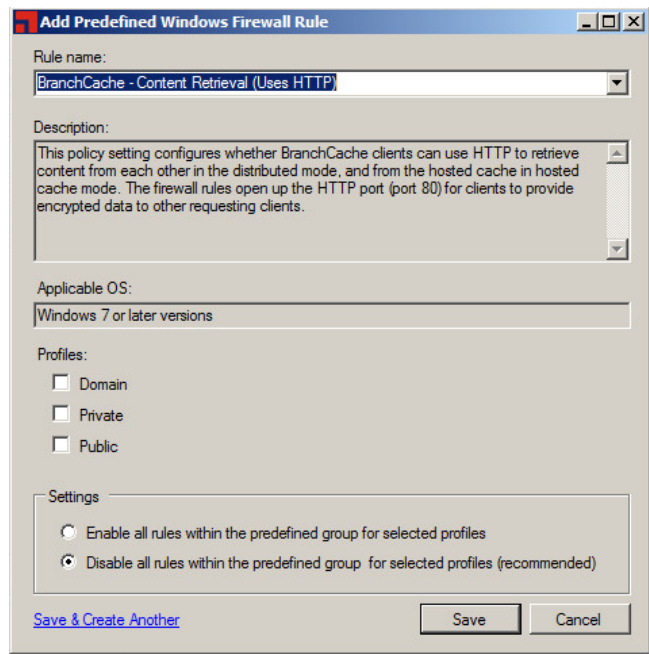 Add Predefined Windows Firewall Rule
Rule name:
BranchCache - Content Retrieval (Uses HTTP)
Description:
This policy setting configures whether BranchCache clients can use HTTP to retrieve
content from each other in the distributed mode, and from the hosted cache in hosted
cache mode. The firewall rules open up the HTTP port (port 80) for clients to provide
encrypted data to other requesting clients.
Applicable OS:
Windows 7 or later versions
Profiles:
Domain
Private
Public
Settings
Enable all rules within the predefined group for selected profiles
Disable all rules within the predefined group for selected profiles (recommended)
Save & Create Another
Save
Cancel